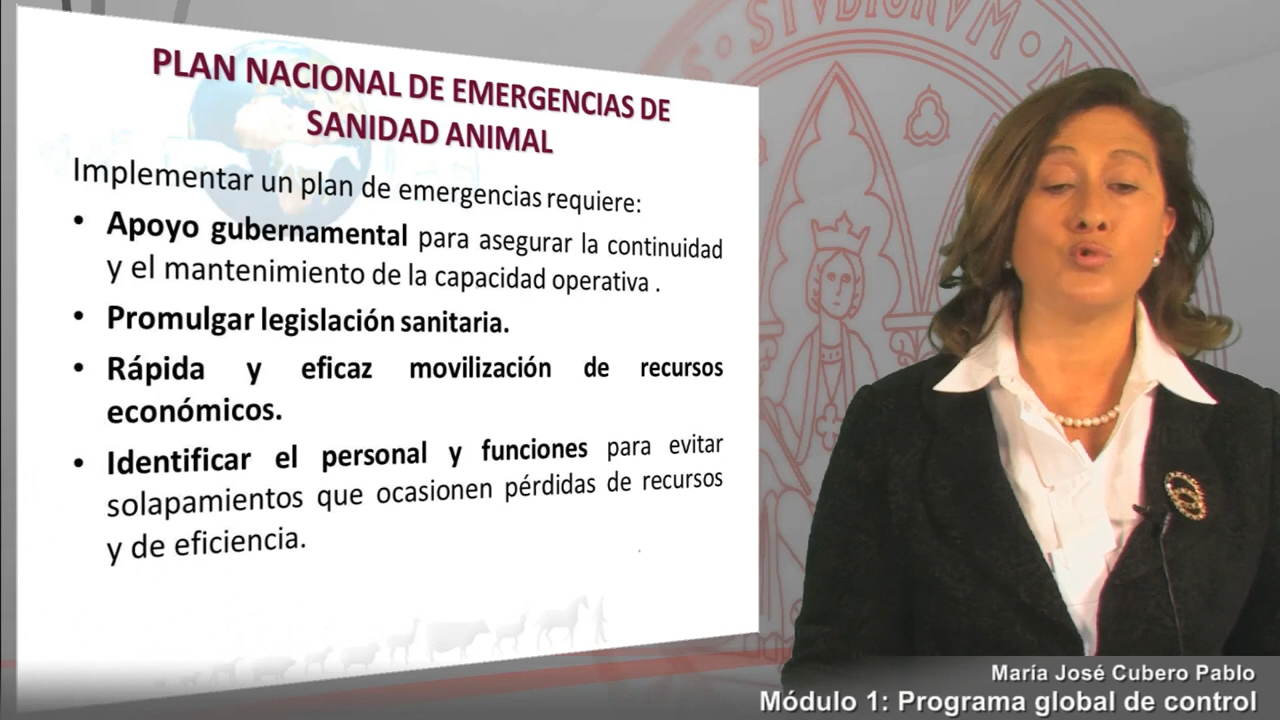 PLAN NACIONAL DE EMERGENCIAS DE
SANIDAD ANIMAL
Implementar un plan de emergencias requiere:
• Apoyo gubernamental para asegurar la continuidad
y el mantenimiento de la capacidad operativa .
• Promulgar legislación sanitaria.
• Rápida y eficaz movilización de recursos
económicos.
• Identificar el personal y funciones para evitar
solapamientos que ocasionen pérdidas de recursos
y de eficiencia.
S · STVDIORVM · M
María José Cubero Pablo
Módulo 1: Programa global de control